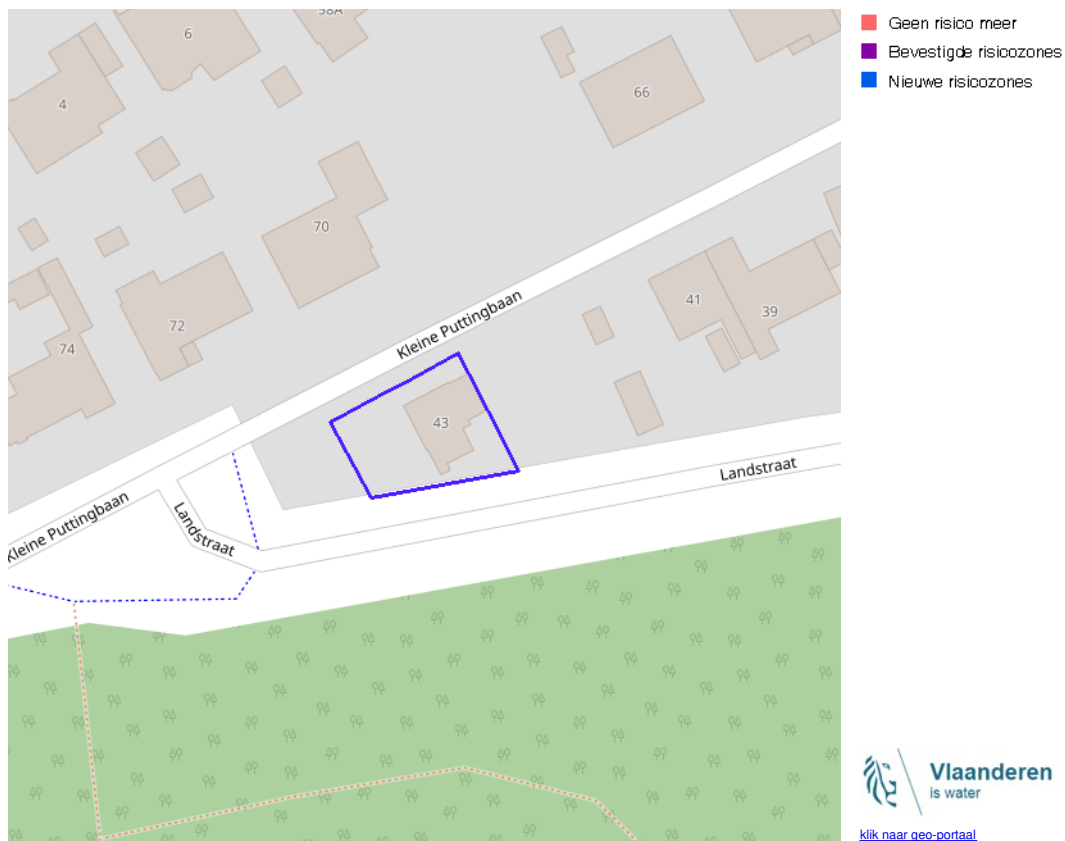 Geen risico meer
Bevestigde risicozones
Nieuwe risicozones
58A
6
4
66
70
72
74
41
39
43
Kleine Puttingbaan
Landstraat
Kleine Puttingbaan
Landstraat
Vlaanderen
is water
klik naar geo-portaal